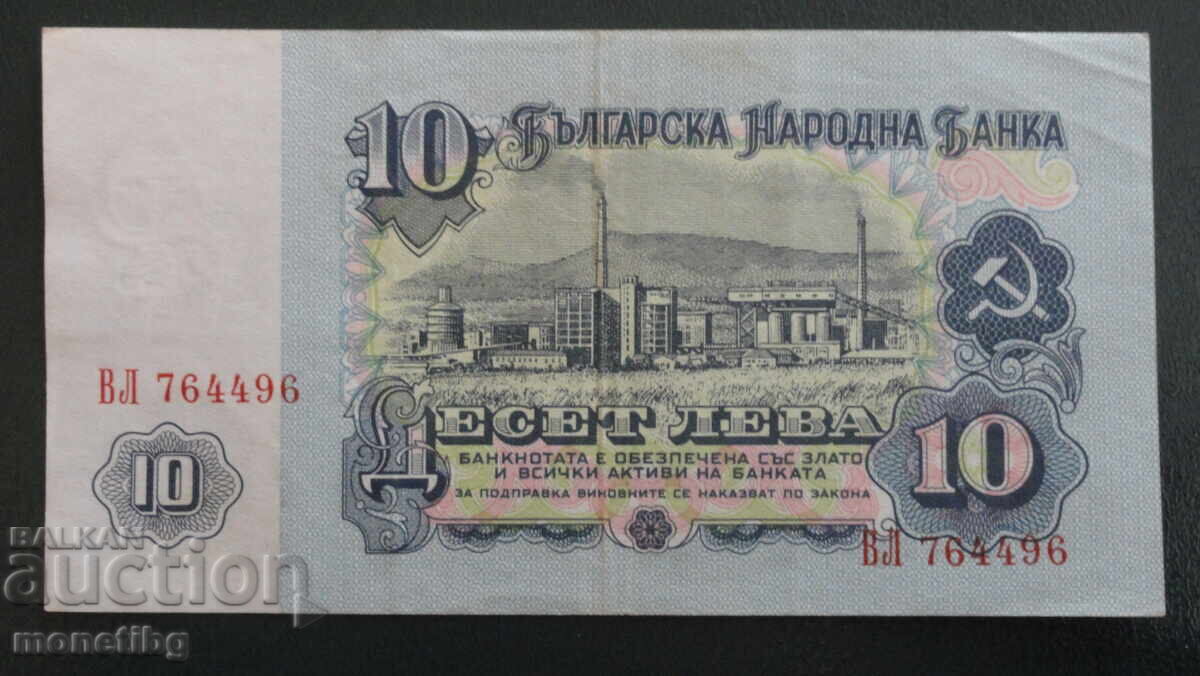 10 БЪЛГАРСКА НАРОДНА БАНКА
ВЛ 764496
ДЕСЕТ ЛЕВА
БАНКНОТАТА Е ОБЕЗПЕЧЕНА СЪС ЗЛАТО
И ВСИЧКИ АКТИВИ НА БАНКАТА
ЗА ПОДПРАВКА ВИНОВНИТЕ СЕ НАКАЗВАТ ПО ЗАКОНА
10
10
ВЛ 764496
BALKAN
auction
monetibg